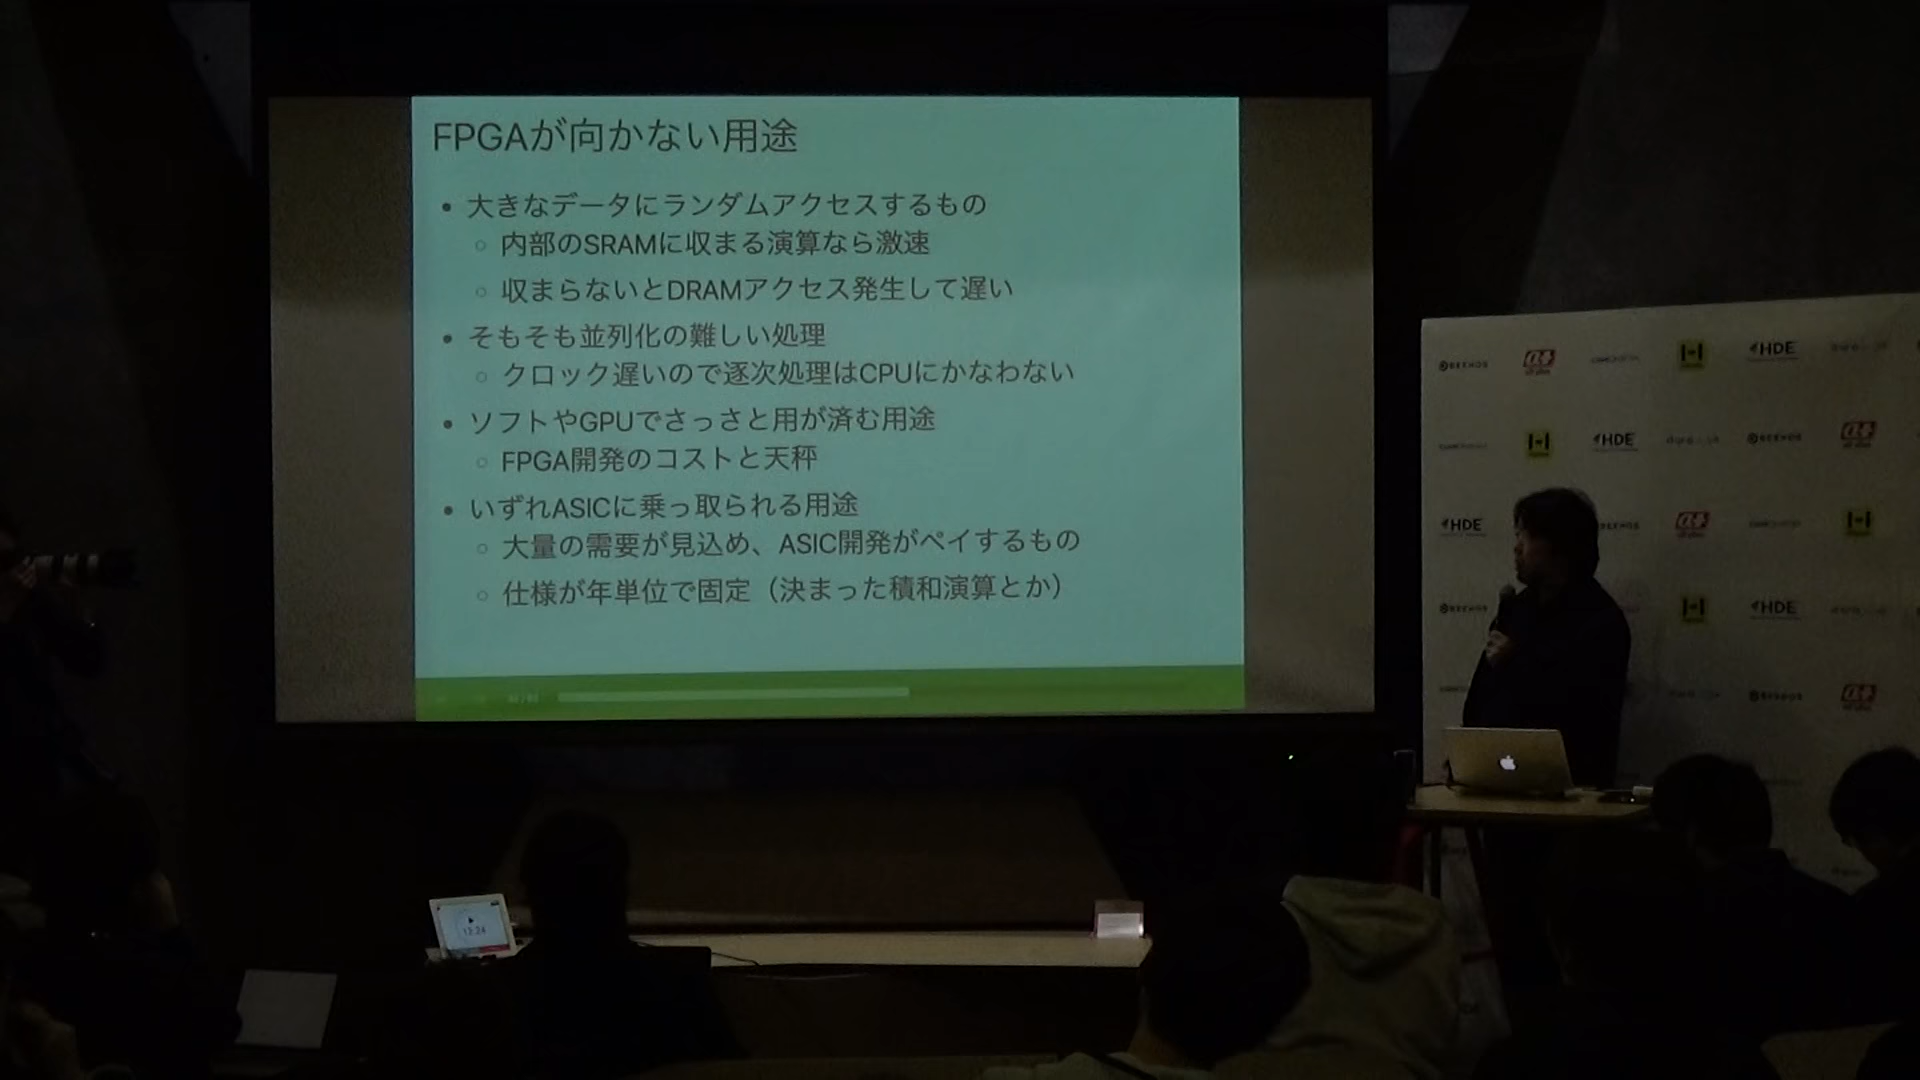 FPGAが向かない用途
• 大きなデータにランダムアクセスするもの
○ 内部のSRAMに収まる演算なら激速
○ 収まらないとDRAMアクセス発生して遅い
• そもそも並列化の難しい処理
○ クロック遅いので逐次処理はCPUにかなわない
• ソフトやGPUでさっさと用が済む用途
○ FPGA開発のコストと天秤
• いずれASICに乗っ取られる用途
○ 大量の需要が見込め、ASIC開発がペイするもの
○ 仕様が年単位で固定（決まった積和演算とか）
BEENOS
HDE
HDE
BEENOS
HDE
BEENOS
BEENOS
HDE
BEENOS